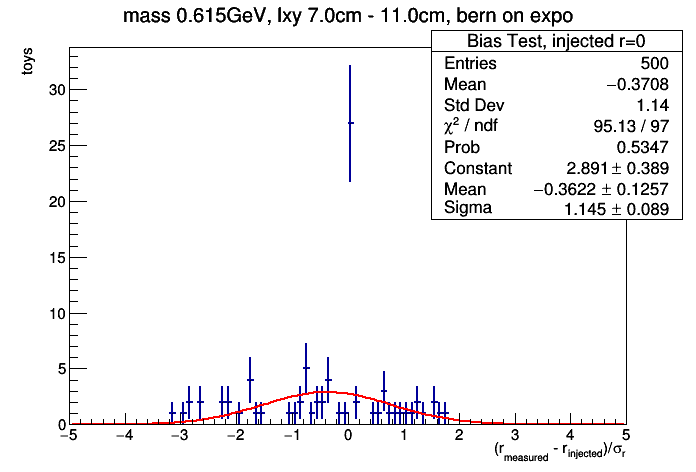 mass 0.615GeV, lxy 7.0cm - 11.0cm, bern on expo
Bias Test, injected r=0
Entries 500
Mean −0.3708
Std Dev 1.14
χ² / ndf 95.13 / 97
Prob 0.5347
Constant 2.891 ± 0.389
Mean −0.3622 ± 0.1257
Sigma 1.145 ± 0.089
toys
30
25
20
15
10
5
0
−5 −4 −3 −2 −1 0 1 2 3 4 5
(r_measured - r_injected)/σ_r